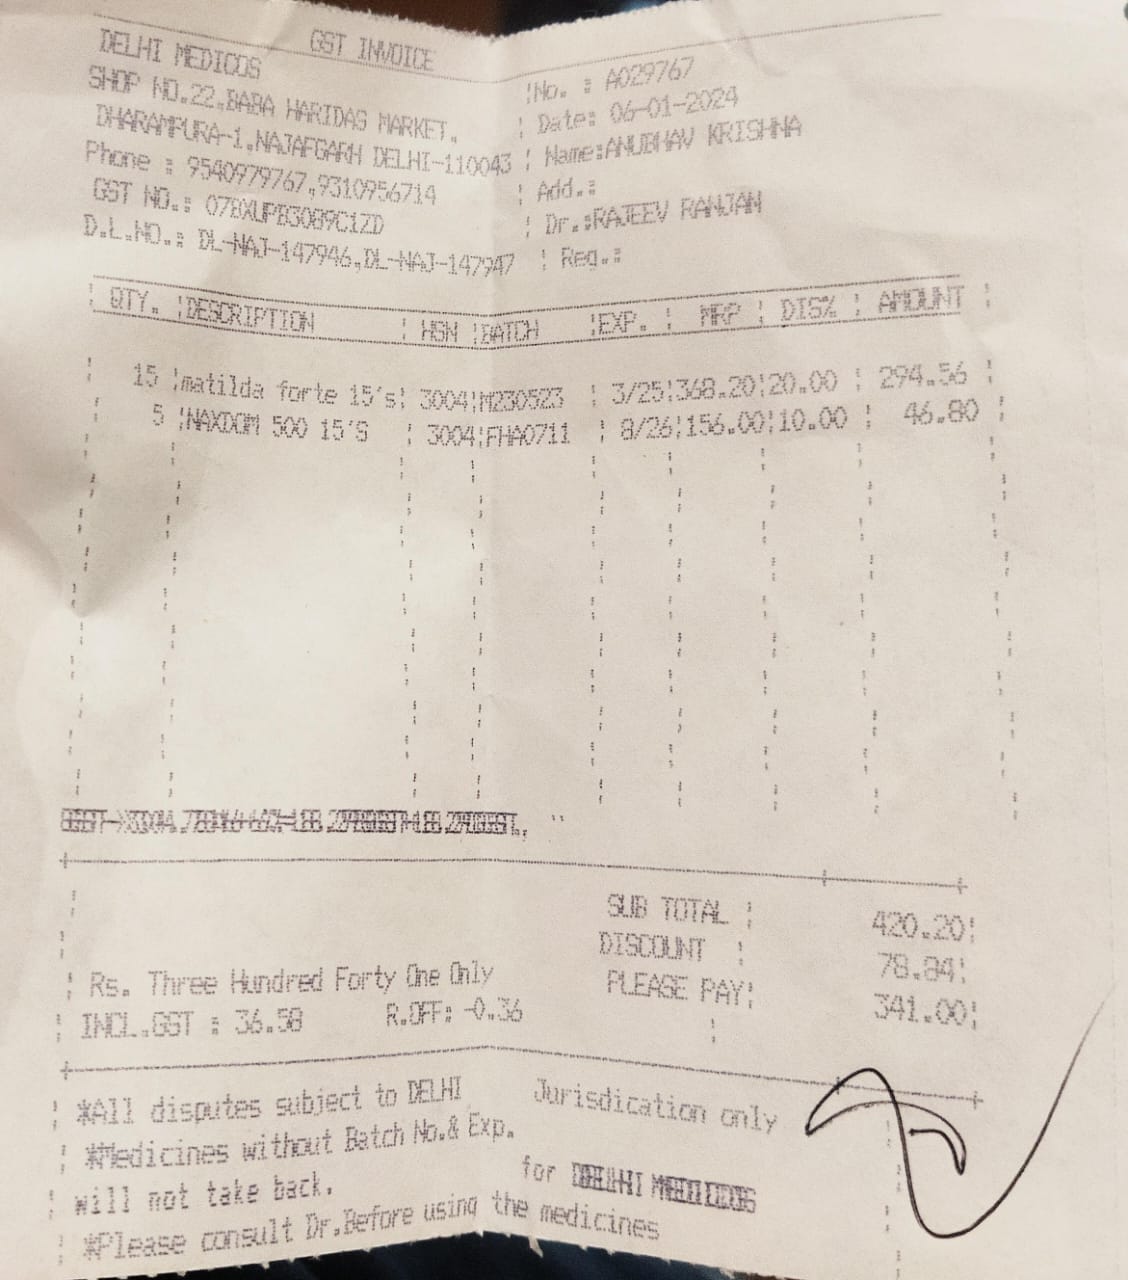 GST INVOICE
DELHI MEDICOS
SHOP NO.22,BABA HARIDAS MARKET.
DHARAMPURA-1,NAJAFGARH DELHI-110043
Phone : 9540979767,9310956714
GST NO.: 07BXUPB3089C1ZD
D.L.NO.: DL-NAJ-147946,DL-NAJ-147947
No. : A029767
Date: 06-01-2024
Name:ANUBHAV KRISHNA
Add.:
Dr.:RAJEEV RANJAN
Reg.:
QTY. DESCRIPTION HSN BATCH EXP. MRP DIS% AMOUNT
15 matilda forte 15's 3004 M230523 3/25 368.20 20.00 294.56
5 NAXDOM 500 15'S 3004 FHA0711 8/26 156.00 10.00 46.80
SUB TOTAL 420.20
DISCOUNT 78.84
PLEASE PAY 341.00
Rs. Three Hundred Forty One Only
INCL.GST : 36.58 R.OFF: -0.36
*All disputes subject to DELHI Jurisdication only
*Medicines without Batch No.& Exp.
will not take back.
for DELHI MEDICOS
*Please consult Dr.Before using the medicines